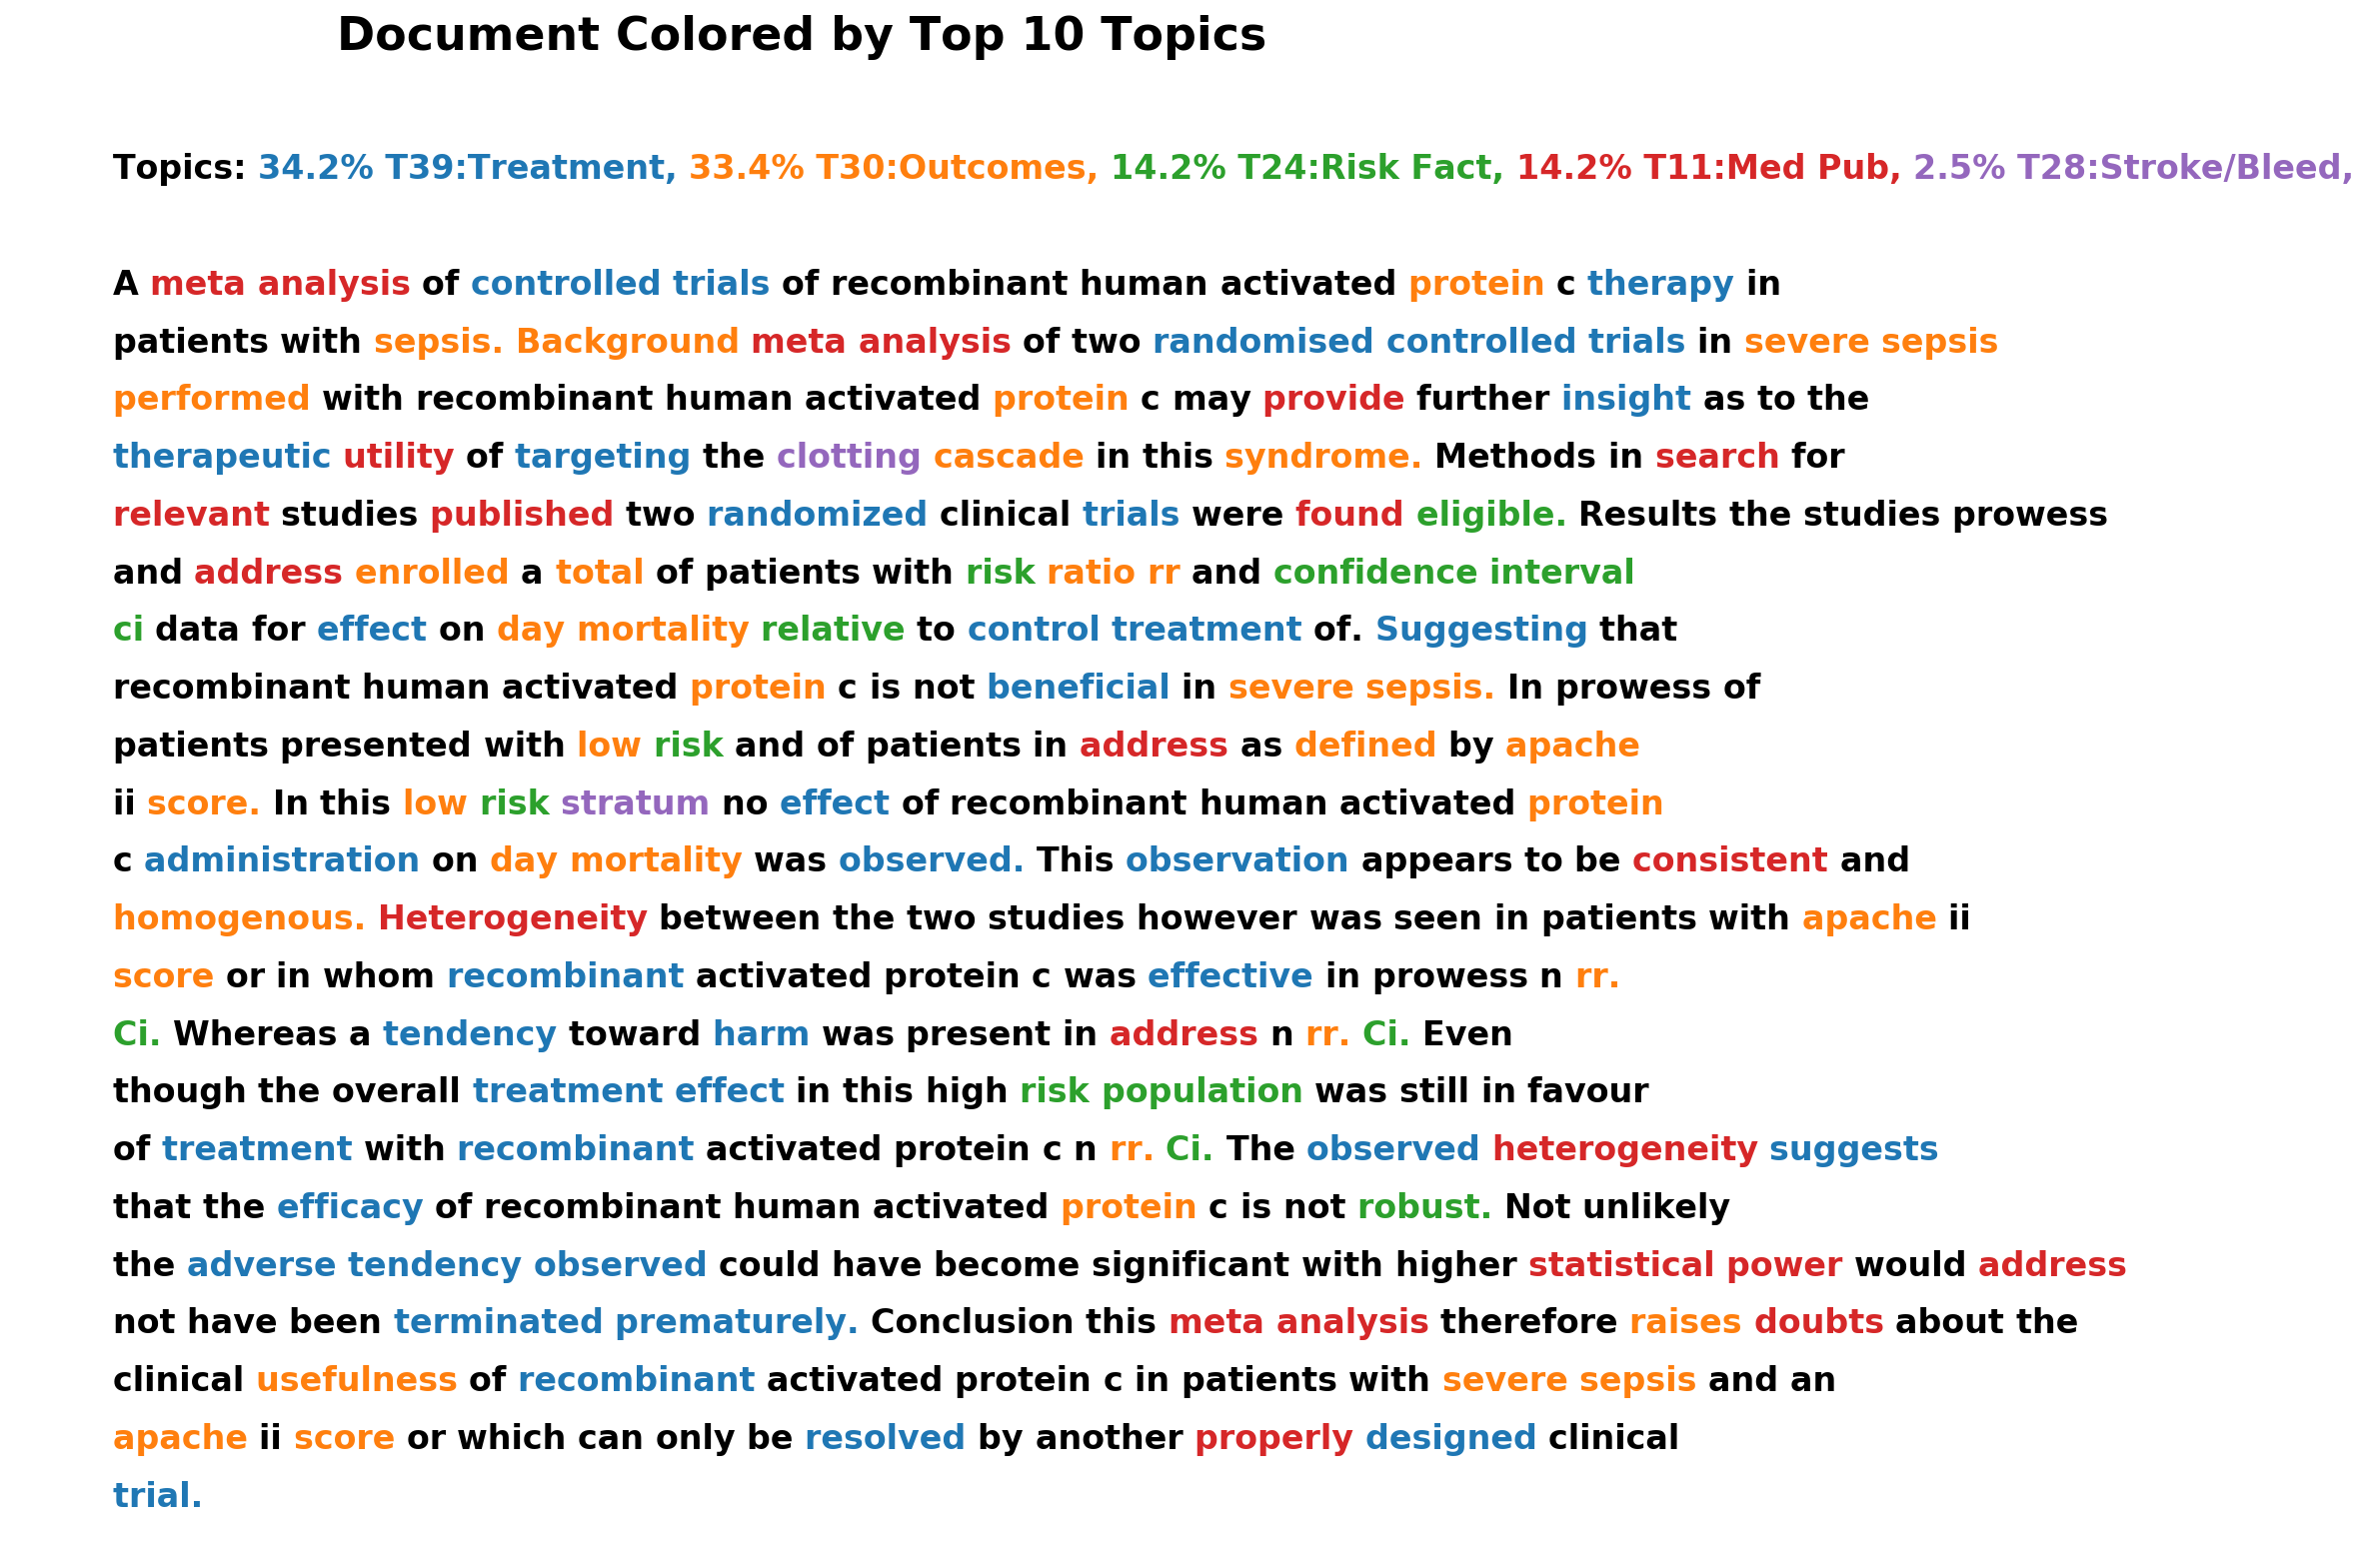 Document Colored by Top 10 Topics
Topics: 34.2% T39:Treatment, 33.4% T30:Outcomes, 14.2% T24:Risk Fact, 14.2% T11:Med Pub, 2.5% T28:Stroke/Bleed,
A meta analysis of controlled trials of recombinant human activated protein c therapy in
patients with sepsis. Background meta analysis of two randomised controlled trials in severe sepsis
performed with recombinant human activated protein c may provide further insight as to the
therapeutic utility of targeting the clotting cascade in this syndrome. Methods in search for
relevant studies published two randomized clinical trials were found eligible. Results the studies prowess
and address enrolled a total of patients with risk ratio rr and confidence interval
ci data for effect on day mortality relative to control treatment of. Suggesting that
recombinant human activated protein c is not beneficial in severe sepsis. In prowess of
patients presented with low risk and of patients in address as defined by apache
ii score. In this low risk stratum no effect of recombinant human activated protein
c administration on day mortality was observed. This observation appears to be consistent and
homogenous. Heterogeneity between the two studies however was seen in patients with apache ii
score or in whom recombinant activated protein c was effective in prowess n rr.
Ci. Whereas a tendency toward harm was present in address n rr. Ci. Even
though the overall treatment effect in this high risk population was still in favour
of treatment with recombinant activated protein c n rr. Ci. The observed heterogeneity suggests
that the efficacy of recombinant human activated protein c is not robust. Not unlikely
the adverse tendency observed could have become significant with higher statistical power would address
not have been terminated prematurely. Conclusion this meta analysis therefore raises doubts about the
clinical usefulness of recombinant activated protein c in patients with severe sepsis and an
apache ii score or which can only be resolved by another properly designed clinical
trial.